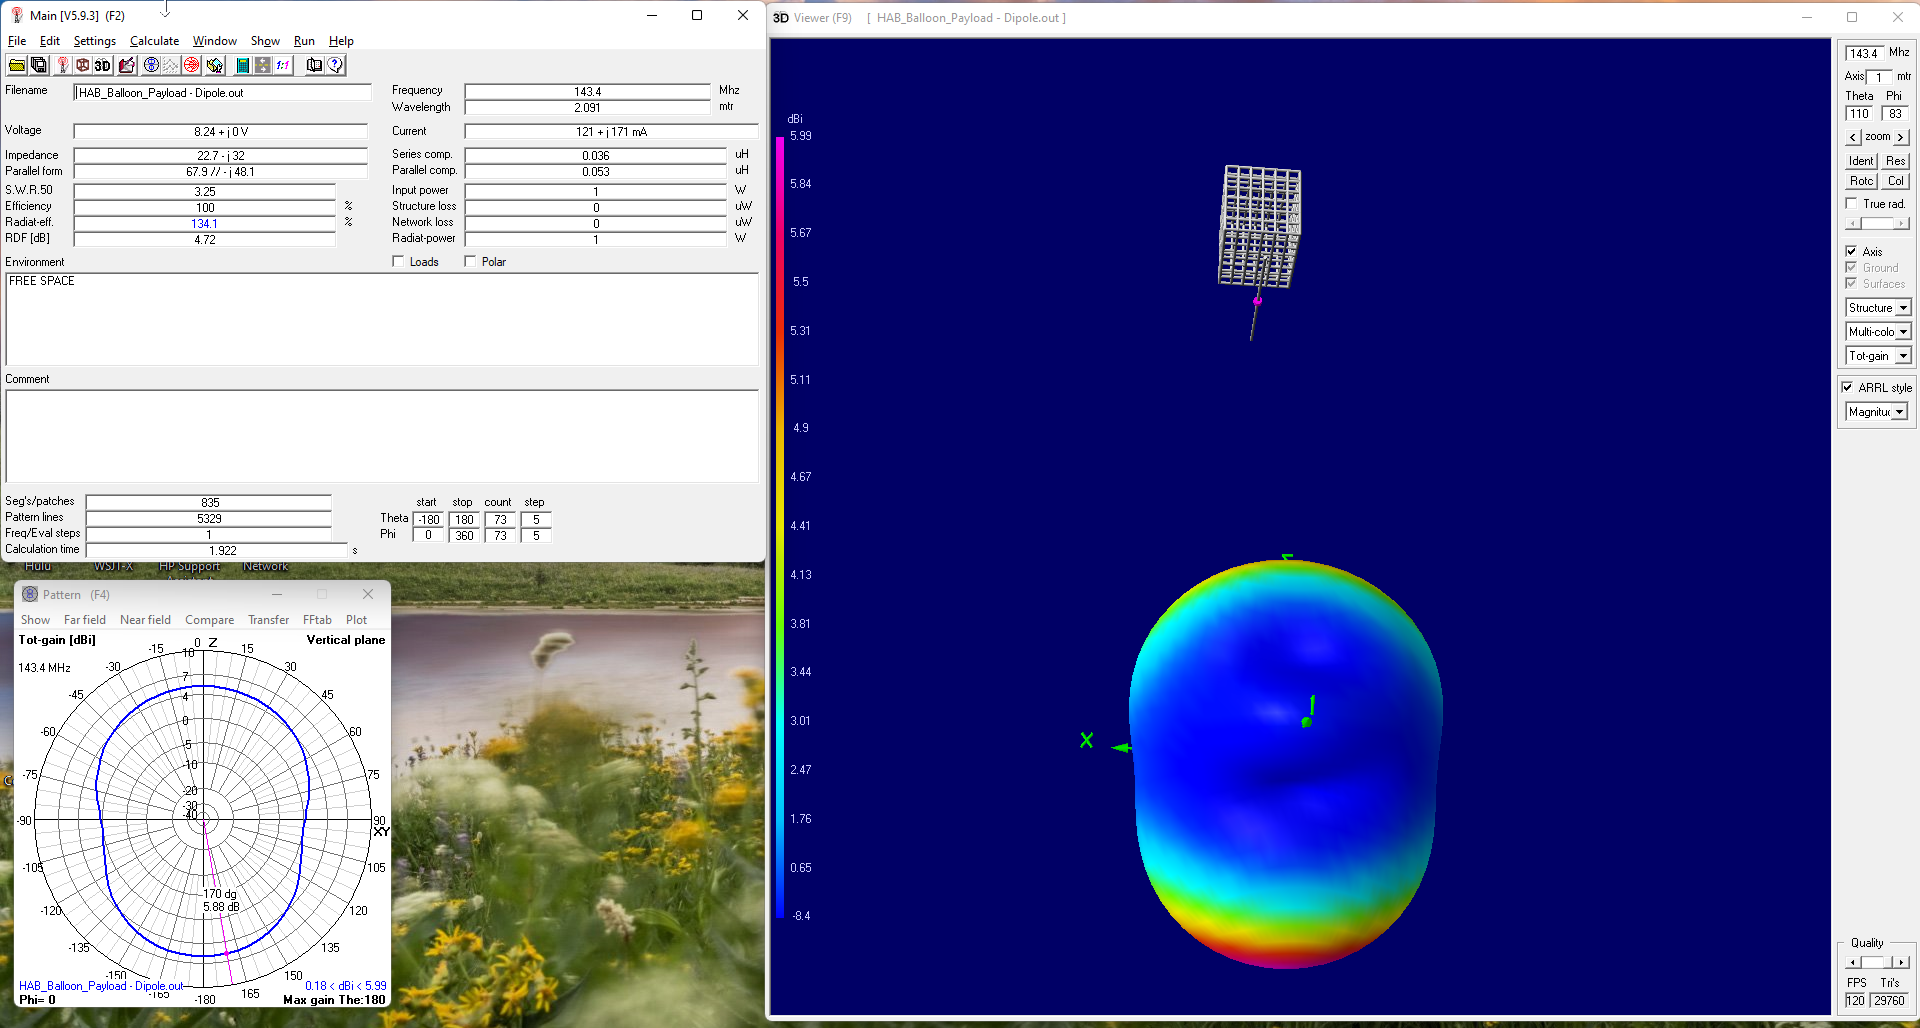 Main [V5.9.3] (F2)
File Edit Settings Calculate Window Show Run Help
3D 1:1
Filename HAB_Balloon_Payload - Dipole.out
Frequency 143.4 Mhz
Wavelength 2.091 mtr
Voltage 8.24 + j 0 V
Current 121 + j 171 mA
Impedance 22.7 - j 32
Series comp. 0.036 uH
Parallel form 67.9 // - j 48.1
Parallel comp. 0.053 uH
S.W.R.50 3.25
Input power 1 W
Efficiency 100 %
Structure loss 0 uW
Radiat-eff. 134.1 %
Network loss 0 uW
RDF [dB] 4.72
Radiat-power 1 W
Environment
Loads Polar
FREE SPACE
Comment
Seg's/patches 835
Pattern lines 5329
Freq/Eval steps 1
Calculation time 1.922 s
start stop count step
Theta -180 180 73 5
Phi 0 360 73 5
Hulu WSJT-X HP Support Network
Pattern (F4)
Show Far field Near field Compare Transfer FFtab Plot
Tot-gain [dBi] Vertical plane
143.4 MHz
0 Z
-15 15
-30 30
-45 45
-60 60
-75 75
-90 90
XY
-105 105
-120 120
-135 135
-150 150
-165 165
-180
10
7
4
0
-5
-10
-20
-30
-40
170 dg
5.88 dB
HAB_Balloon_Payload - Dipole.out
0.18 < dBi < 5.99
Phi= 0
Max gain The:180
3D Viewer (F9) [ HAB_Balloon_Payload - Dipole.out ]
dBi
5.99
5.84
5.67
5.5
5.31
5.11
4.9
4.67
4.41
4.13
3.81
3.44
3.01
2.47
1.76
0.65
-8.4
X
143.4 Mhz
Axis 1 mtr
Theta Phi
110 83
< zoom >
Ident Res
Rotc Col
True rad.
Axis
Ground
Surfaces
Structure
Multi-colo
Tot-gain
ARRL style
Magnituc
Quality
FPS Tri's
120 29760